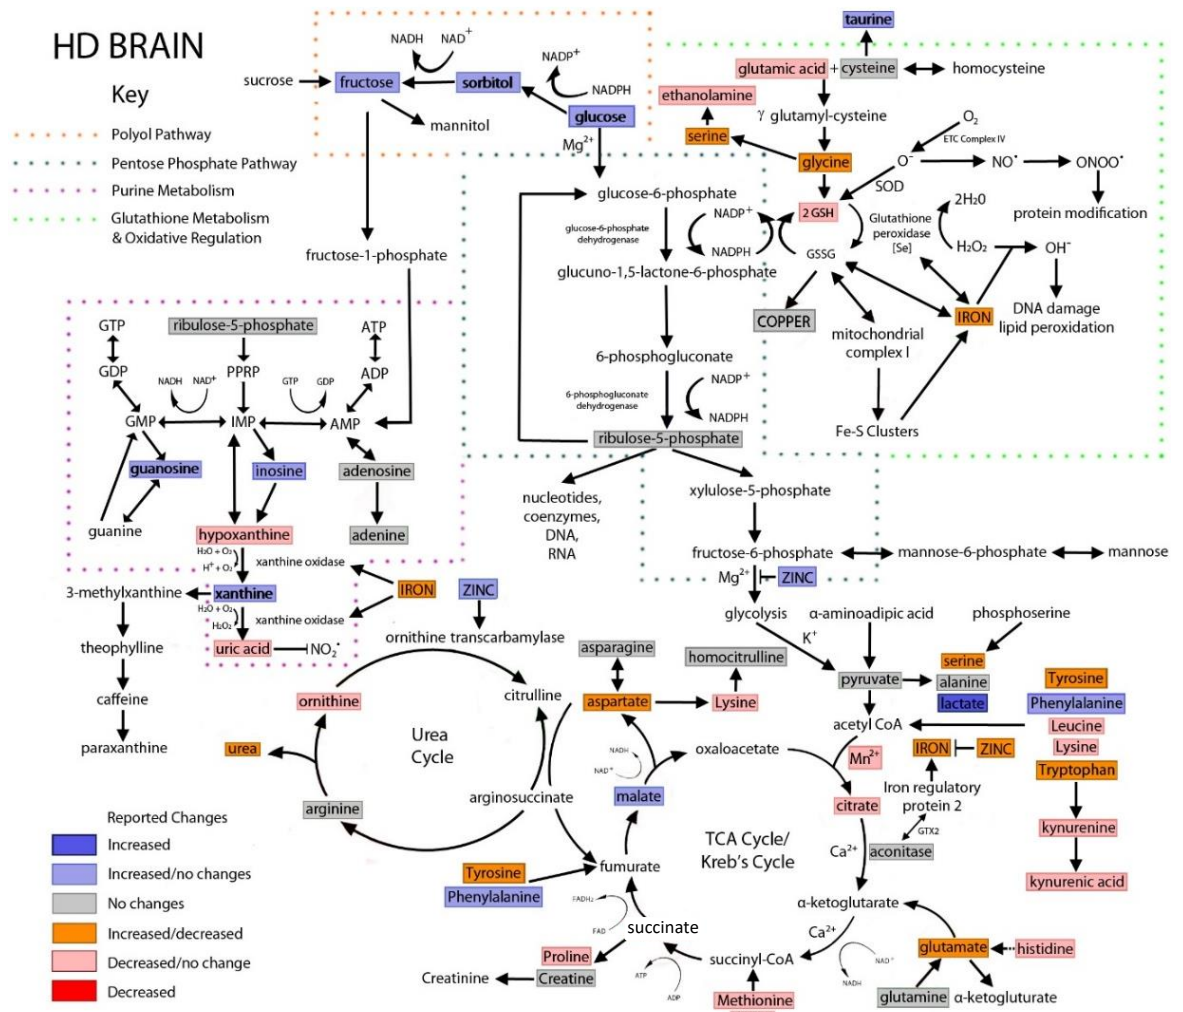 HD BRAIN
Key
Polyol Pathway
Pentose Phosphate Pathway
Purine Metabolism
Glutathione Metabolism
& Oxidative Regulation
sucrose
fructose
NADH
NAD+
sorbitol
NADP+
NADPH
glucose
mannitol
Mg2+
taurine
glutamic acid
+
cysteine
homocysteine
ethanolamine
γ glutamyl-cysteine
serine
glycine
O2
ETC Complex IV
O−
NO•
ONOO•
SOD
protein modification
2 GSH
2H20
Glutathione
peroxidase
[Se]
H2O2
OH−
GSSG
COPPER
IRON
DNA damage
lipid peroxidation
mitochondrial
complex I
Fe-S Clusters
glucose-6-phosphate
glucose-6-phosphate
dehydrogenase
NADP+
NADPH
glucuno-1,5-lactone-6-phosphate
6-phosphogluconate
6-phosphogluconate
dehydrogenase
NADP+
NADPH
ribulose-5-phosphate
nucleotides,
coenzymes,
DNA,
RNA
xylulose-5-phosphate
fructose-6-phosphate
mannose-6-phosphate
mannose
Mg2+
ZINC
glycolysis
fructose-1-phosphate
GTP
ribulose-5-phosphate
ATP
GDP
NADH
NAD+
PPRP
GTP
GDP
ADP
GMP
IMP
AMP
guanosine
inosine
adenosine
guanine
hypoxanthine
adenine
H2O + O2
H+ + O2
xanthine oxidase
3-methylxanthine
xanthine
IRON
ZINC
H2O + O2
H2O2
xanthine oxidase
theophylline
uric acid
NO2•
caffeine
paraxanthine
ornithine transcarbamylase
ornithine
citrulline
urea
Urea
Cycle
arginine
arginosuccinate
asparagine
homocitrulline
aspartate
Lysine
α-aminoadipic acid
phosphoserine
K+
pyruvate
serine
alanine
lactate
Tyrosine
Phenylalanine
Leucine
Lysine
Tryptophan
kynurenine
kynurenic acid
acetyl CoA
oxaloacetate
NADH
NAD+
Mn2+
IRON
ZINC
malate
citrate
Iron regulatory
protein 2
GTX2
TCA Cycle/
Kreb's Cycle
Ca2+
aconitase
fumurate
Tyrosine
Phenylalanine
FADH2
FAD
succinate
α-ketoglutarate
Ca2+
Proline
Creatinine
Creatine
succinyl-CoA
ATP
ADP
Methionine
NAD+
NADH
glutamate
histidine
glutamine
α-ketogluturate
Reported Changes
Increased
Increased/no changes
No changes
Increased/decreased
Decreased/no change
Decreased